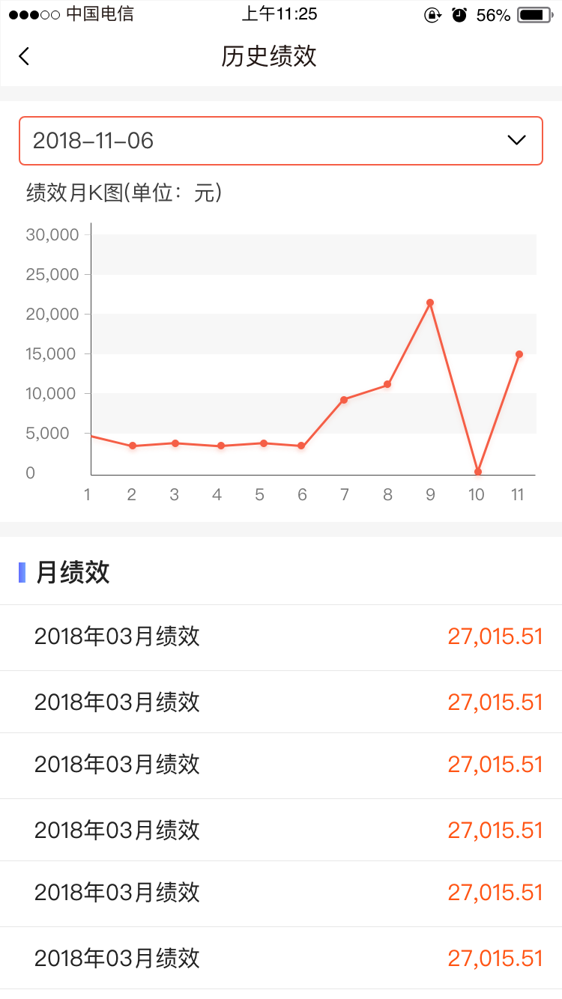 中国电信 上午11:25 56%
历史绩效
2018-11-06
绩效月K图(单位：元)
30,000
25,000
20,000
15,000
10,000
5,000
0
1 2 3 4 5 6 7 8 9 10 11
月绩效
2018年03月绩效 27,015.51
2018年03月绩效 27,015.51
2018年03月绩效 27,015.51
2018年03月绩效 27,015.51
2018年03月绩效 27,015.51
2018年03月绩效 27,015.51